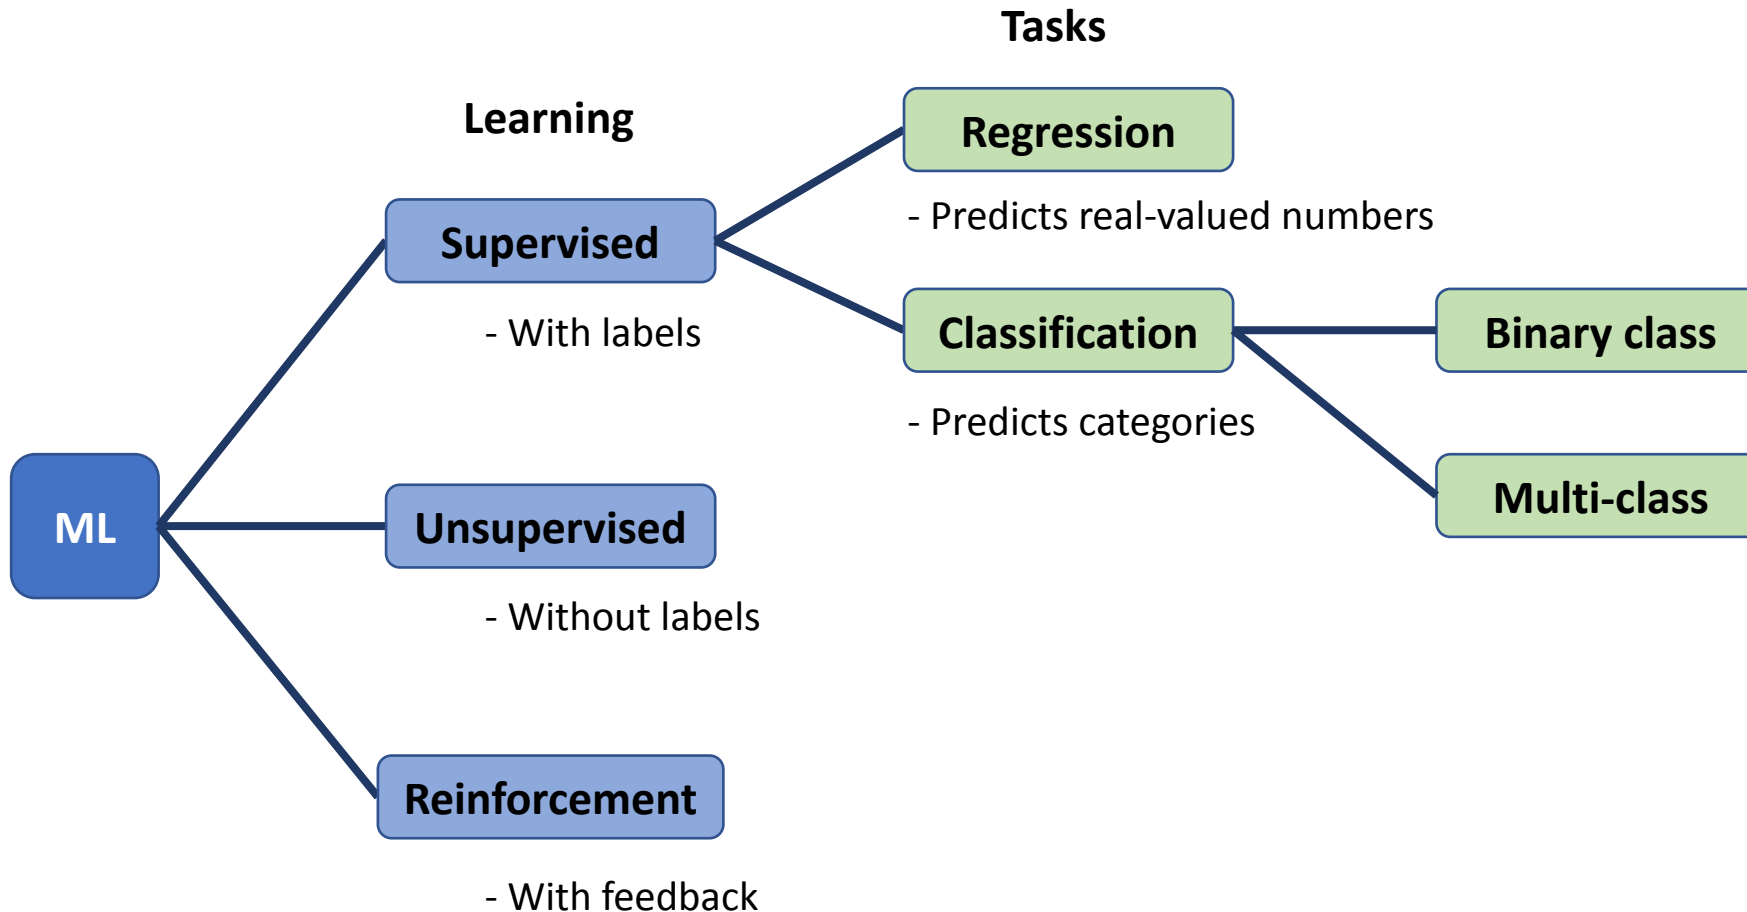 Tasks
Learning
Regression
- Predicts real-valued numbers
Supervised
- With labels
Classification
- Predicts categories
Binary class
Multi-class
ML
Unsupervised
- Without labels
Reinforcement
- With feedback